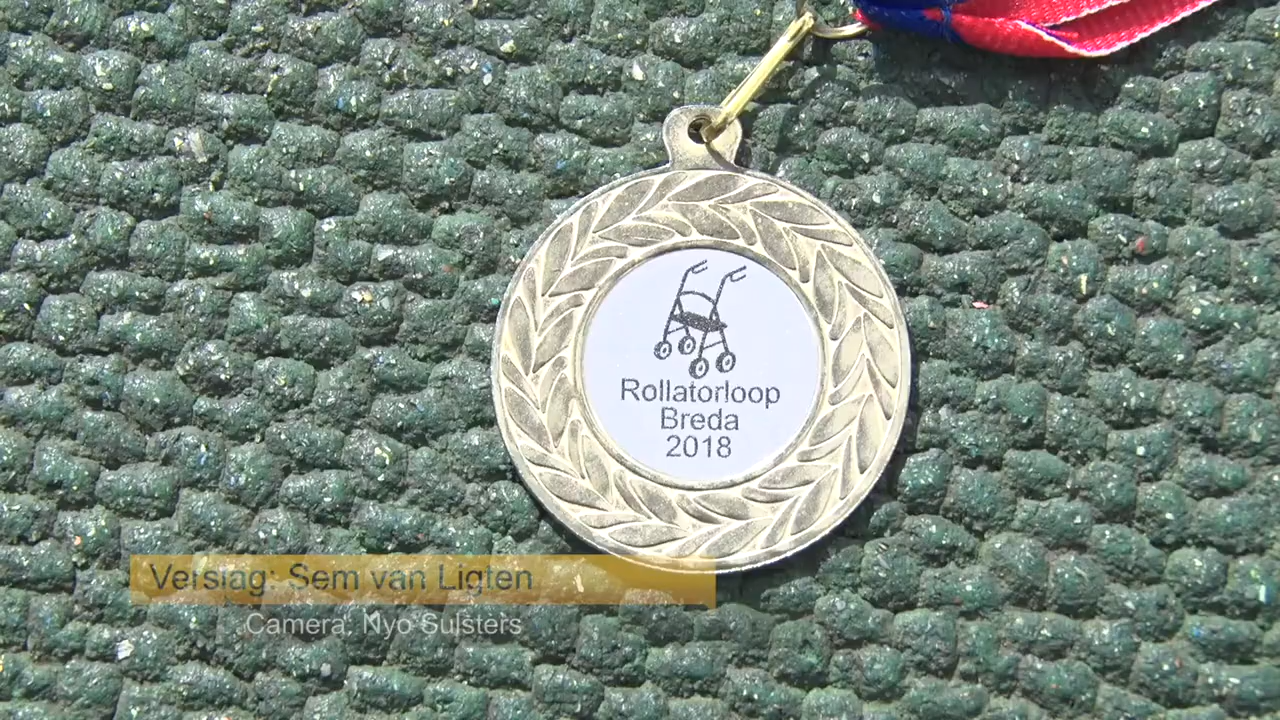 Rollatorloop
Breda
2018
Verslag: Sem van Ligten
Camera: Nyo Sulsters